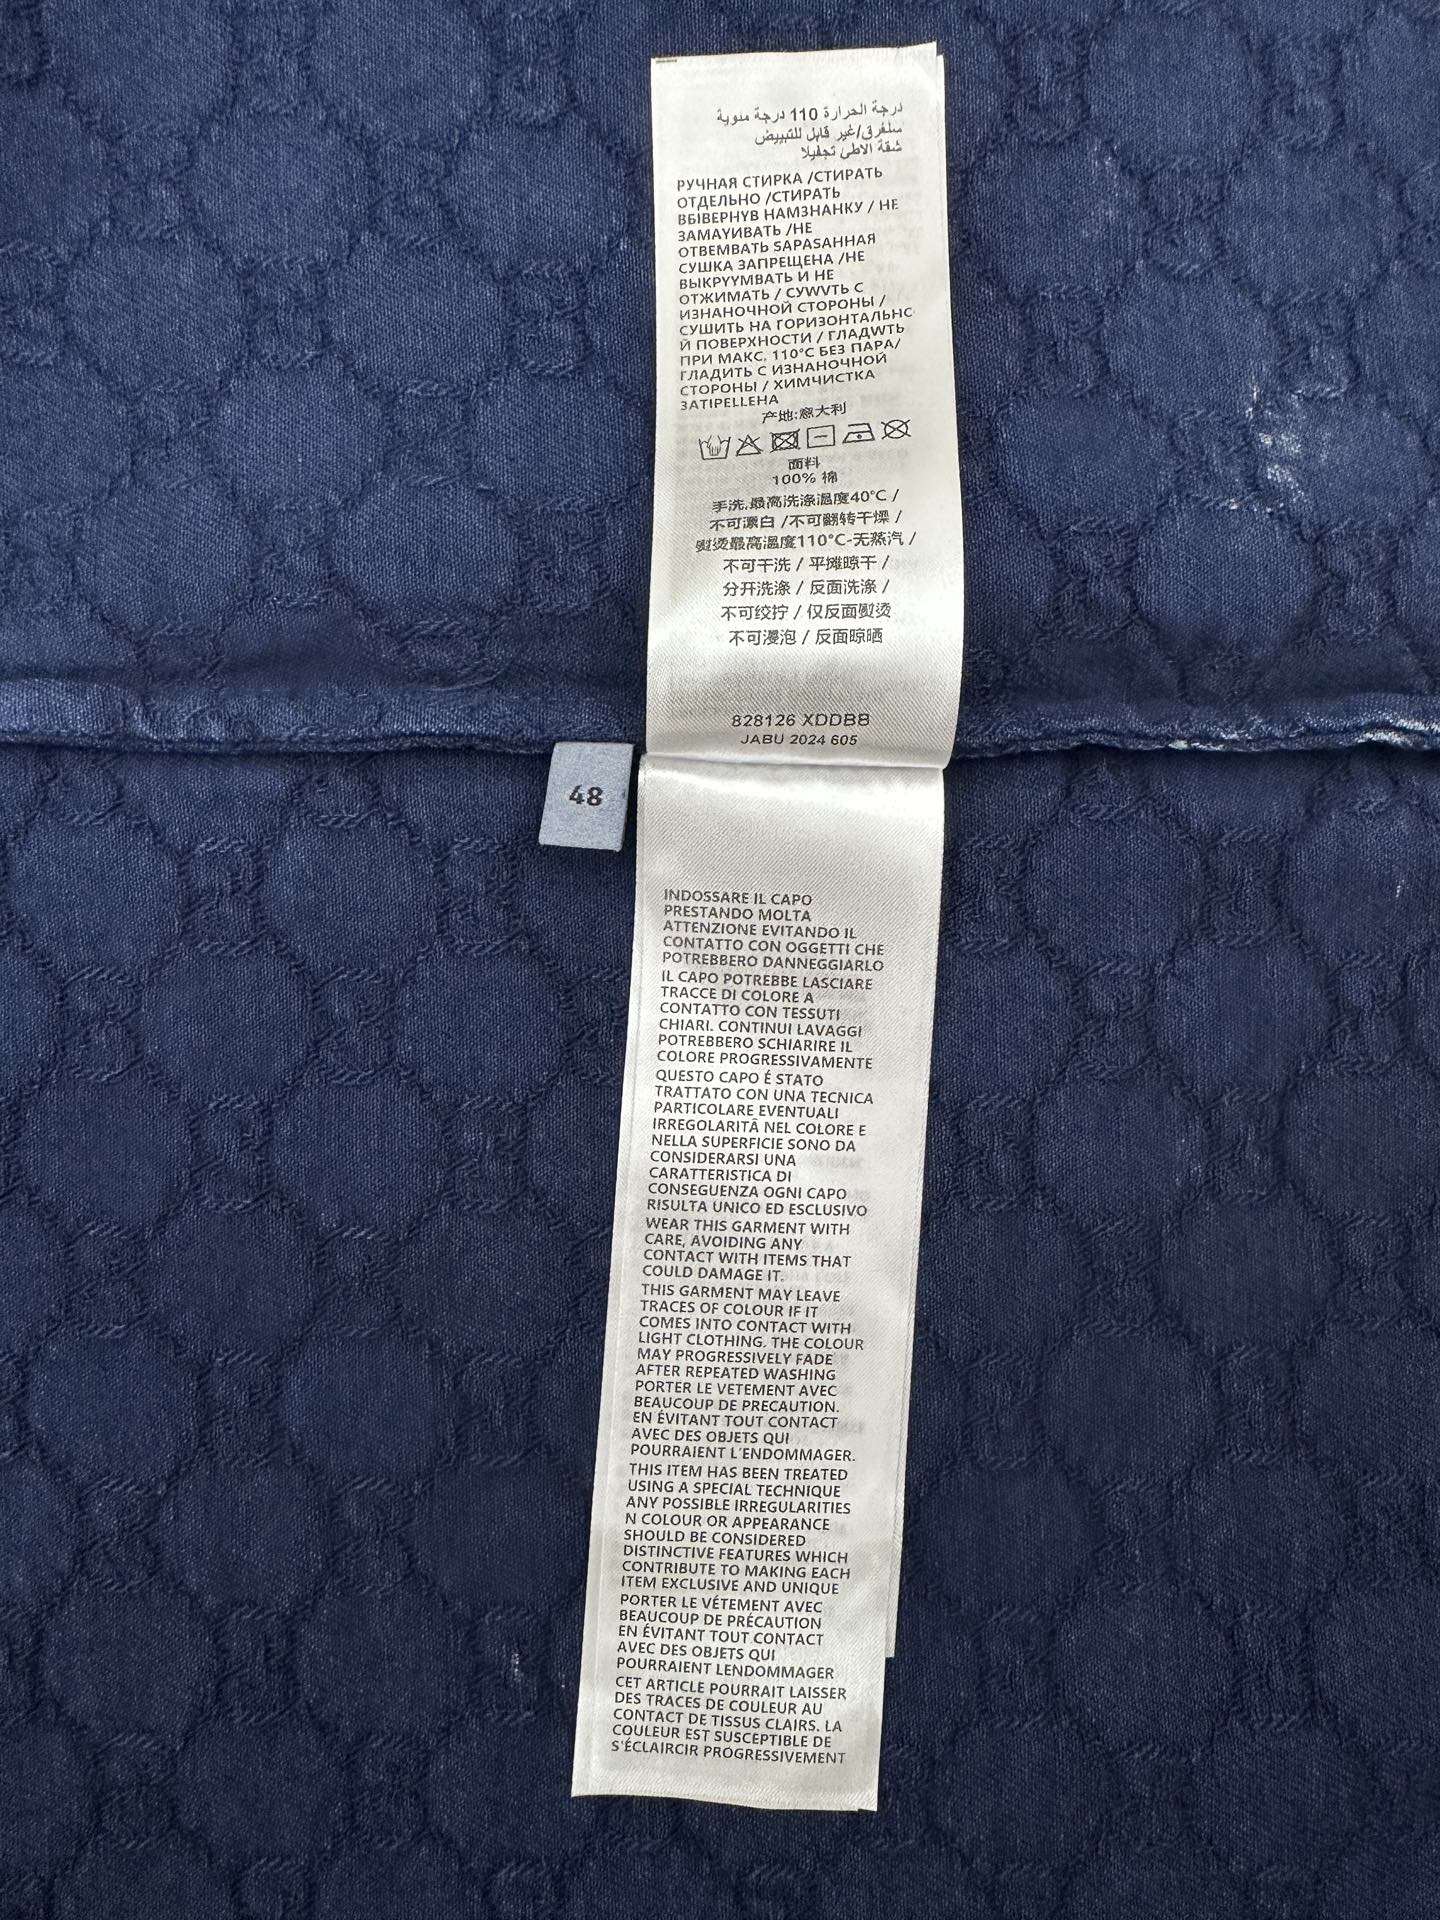 درجة الحرارة 110 درجة مئوية
سلفرق/غير قابل للتبييض
شقة الاطئ تجفيلا
РУЧНАЯ СТИРКА /СТИРАТЬ
ОТДЕЛЬНО /СТИРАТЬ
ВБІВЕРНУВ НАМЗНАНКУ / НЕ
ЗАМАУИВАТЬ /НЕ
ОТВЕМВАТЬ SAPASAННАЯ
СУШКА ЗАПРЕЩЕНА /НЕ
ВЫКРУYМВАТЬ И НЕ
ОТЖИМАТЬ / СУWVТЬ С
ИЗНАНОЧНОЙ СТОРОНЫ /
СУШИТЬ НА ГОРИЗОНТАЛЬНС
Й ПОВЕРХНОСТИ / ГЛАДWТЬ
ПРИ МАКС. 110°С БЕЗ ПАРА/
ГЛАДИТЬ С ИЗНАНОЧНОЙ
СТОРОНЫ / ХИМЧИСТКА
ЗАТІРЕLLЕНА
产地:意大利
面料
100% 棉
手洗.最高洗涤温度40°C /
不可漂白 /不可翻转干燥 /
熨烫最高温度110°C-无蒸汽 /
不可干洗 / 平摊晾干 /
分开洗涤 / 反面洗涤 /
不可绞拧 / 仅反面熨烫
不可浸泡 / 反面晾晒
828126 XDDBB
JABU 2024 605
48
INDOSSARE IL CAPO
PRESTANDO MOLTA
ATTENZIONE EVITANDO IL
CONTATTO CON OGGETTI CHE
POTREBBERO DANNEGGIARLO
IL CAPO POTREBBE LASCIARE
TRACCE DI COLORE A
CONTATTO CON TESSUTI
CHIARI. CONTINUI LAVAGGI
POTREBBERO SCHIARIRE IL
COLORE PROGRESSIVAMENTE
QUESTO CAPO É STATO
TRATTATO CON UNA TECNICA
PARTICOLARE EVENTUALI
IRREGOLARITÃ NEL COLORE E
NELLA SUPERFICIE SONO DA
CONSIDERARSI UNA
CARATTERISTICA DI
CONSEGUENZA OGNI CAPO
RISULTA UNICO ED ESCLUSIVO
WEAR THIS GARMENT WITH
CARE, AVOIDING ANY
CONTACT WITH ITEMS THAT
COULD DAMAGE IT.
THIS GARMENT MAY LEAVE
TRACES OF COLOUR IF IT
COMES INTO CONTACT WITH
LIGHT CLOTHING. THE COLOUR
MAY PROGRESSIVELY FADE
AFTER REPEATED WASHING
PORTER LE VETEMENT AVEC
BEAUCOUP DE PRECAUTION.
EN ÉVITANT TOUT CONTACT
AVEC DES OBJETS QUI
POURRAIENT L'ENDOMMAGER.
THIS ITEM HAS BEEN TREATED
USING A SPECIAL TECHNIQUE
ANY POSSIBLE IRREGULARITIES
N COLOUR OR APPEARANCE
SHOULD BE CONSIDERED
DISTINCTIVE FEATURES WHICH
CONTRIBUTE TO MAKING EACH
ITEM EXCLUSIVE AND UNIQUE
PORTER LE VÉTEMENT AVEC
BEAUCOUP DE PRÉCAUTION
EN ÉVITANT TOUT CONTACT
AVEC DES OBJETS QUI
POURRAIENT LENDOMMAGER
CET ARTICLE POURRAIT LAISSER
DES TRACES DE COULEUR AU
CONTACT DE TISSUS CLAIRS. LA
COULEUR EST SUSCEPTIBLE DE
S'ÉCLAIRCIR PROGRESSIVEMENT